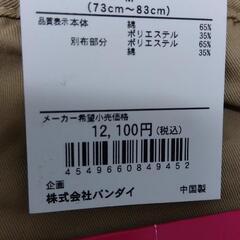 (73cm～83cm)
品質表示 本体 綿 65%
ポリエステル 35%
別布部分 ポリエステル 65%
綿 35%
メーカー希望小売価格
12,100円(税込)
4549660849452
企画
株式会社バンダイ 中国製